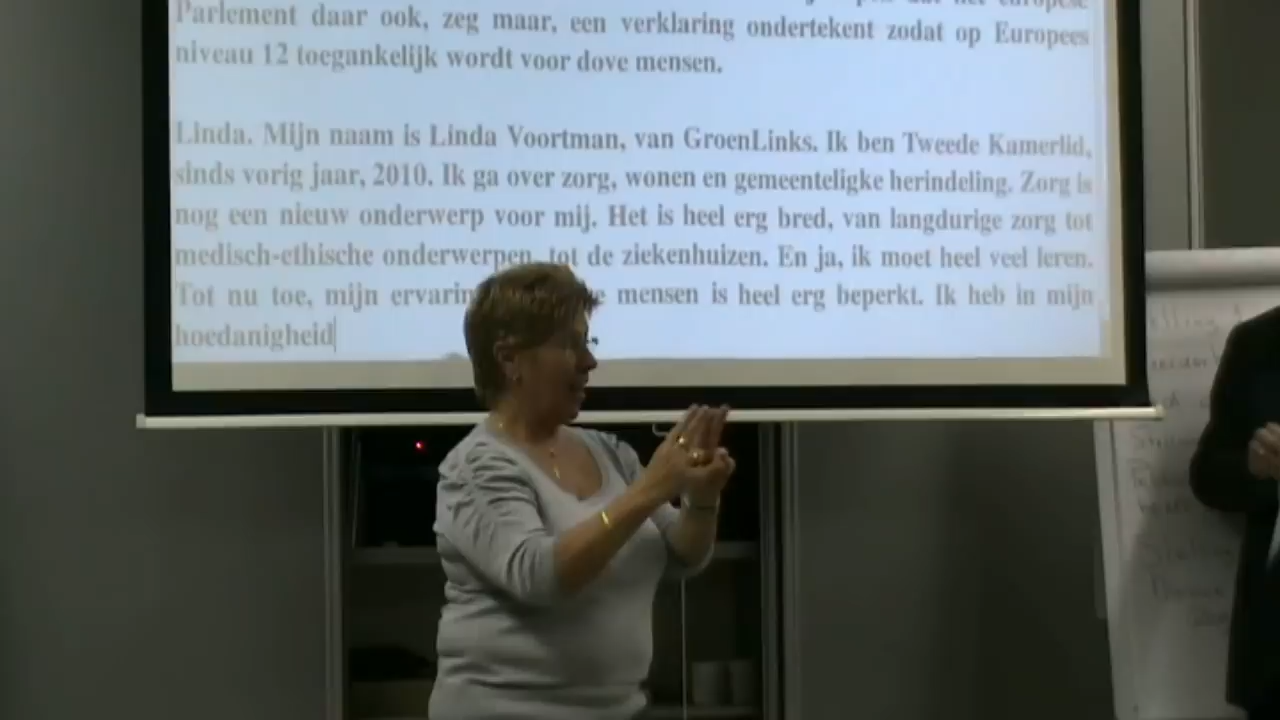 Parlement daar ook, zeg maar, een verklaring ondertekent zodat op Europees
niveau 12 toegankelijk wordt voor dove mensen.
Linda. Mijn naam is Linda Voortman, van GroenLinks. Ik ben Tweede Kamerlid,
sinds vorig jaar, 2010. Ik ga over zorg, wonen en gemeenteligke herindeling. Zorg is
nog een nieuw onderwerp voor mij. Het is heel erg bred, van langdurige zorg tot
medisch-ethische onderwerpen, tot de ziekenhuizen. En ja, ik moet heel veel leren.
Tot nu toe, mijn mensen is heel erg beperkt. Ik heb in mijn
hoedanigheid